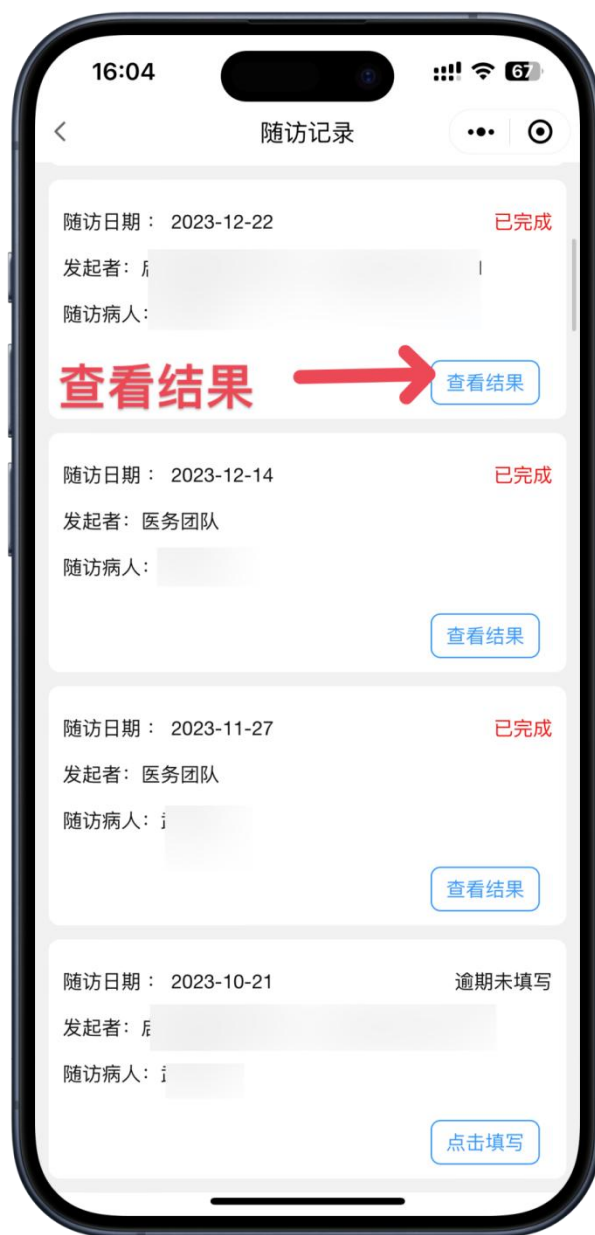 16:04
67
随访记录
随访日期： 2023-12-22 已完成
发起者：
随访病人：
查看结果 查看结果
随访日期： 2023-12-14 已完成
发起者：医务团队
随访病人：
查看结果
随访日期： 2023-11-27 已完成
发起者：医务团队
随访病人：
查看结果
随访日期： 2023-10-21 逾期未填写
发起者：
随访病人：
点击填写